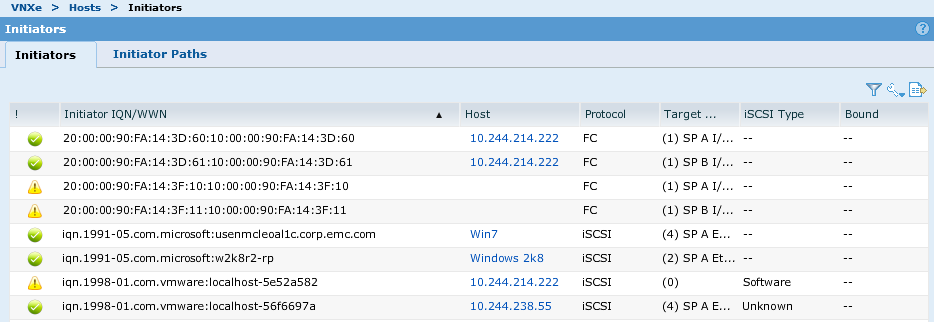 VNXe > Hosts > Initiators
Initiators ?
Initiators Initiator Paths
! Initiator IQN/WWN ▲ Host Protocol Target ... iSCSI Type Bound
20:00:00:90:FA:14:3D:60:10:00:00:90:FA:14:3D:60 10.244.214.222 FC (1) SP A I/... -- --
20:00:00:90:FA:14:3D:61:10:00:00:90:FA:14:3D:61 10.244.214.222 FC (1) SP B I/... -- --
20:00:00:90:FA:14:3F:10:10:00:00:90:FA:14:3F:10 FC (1) SP A I/... -- --
20:00:00:90:FA:14:3F:11:10:00:00:90:FA:14:3F:11 FC (1) SP B I/... -- --
iqn.1991-05.com.microsoft:usenmcleoal1c.corp.emc.com Win7 iSCSI (4) SP A E... -- --
iqn.1991-05.com.microsoft:w2k8r2-rp Windows 2k8 iSCSI (2) SP A Et... -- --
iqn.1998-01.com.vmware:localhost-5e52a582 10.244.214.222 iSCSI (0) Software --
iqn.1998-01.com.vmware:localhost-56f6697a 10.244.238.55 iSCSI (4) SP A E... Unknown --